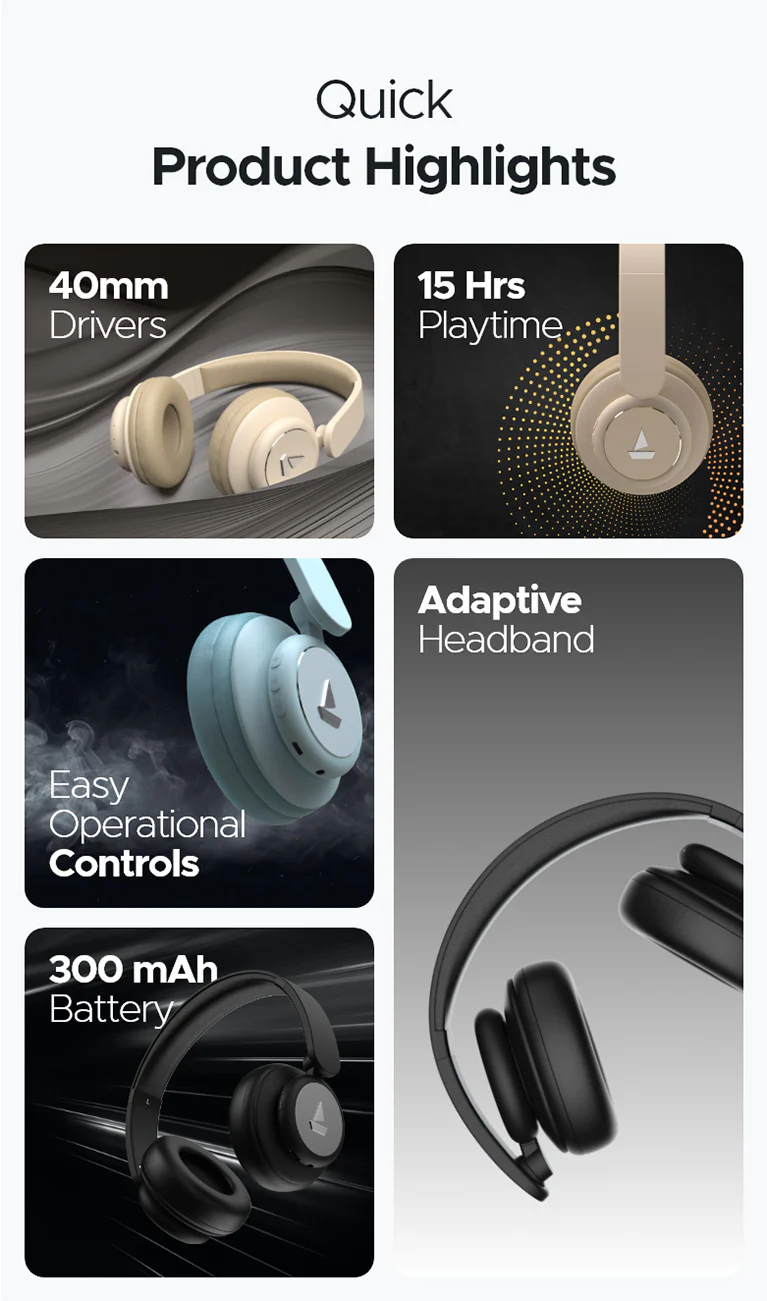 Quick
Product Highlights
40mm
Drivers
15 Hrs
Playtime
Easy
Operational
Controls
Adaptive
Headband
300 mAh
Battery